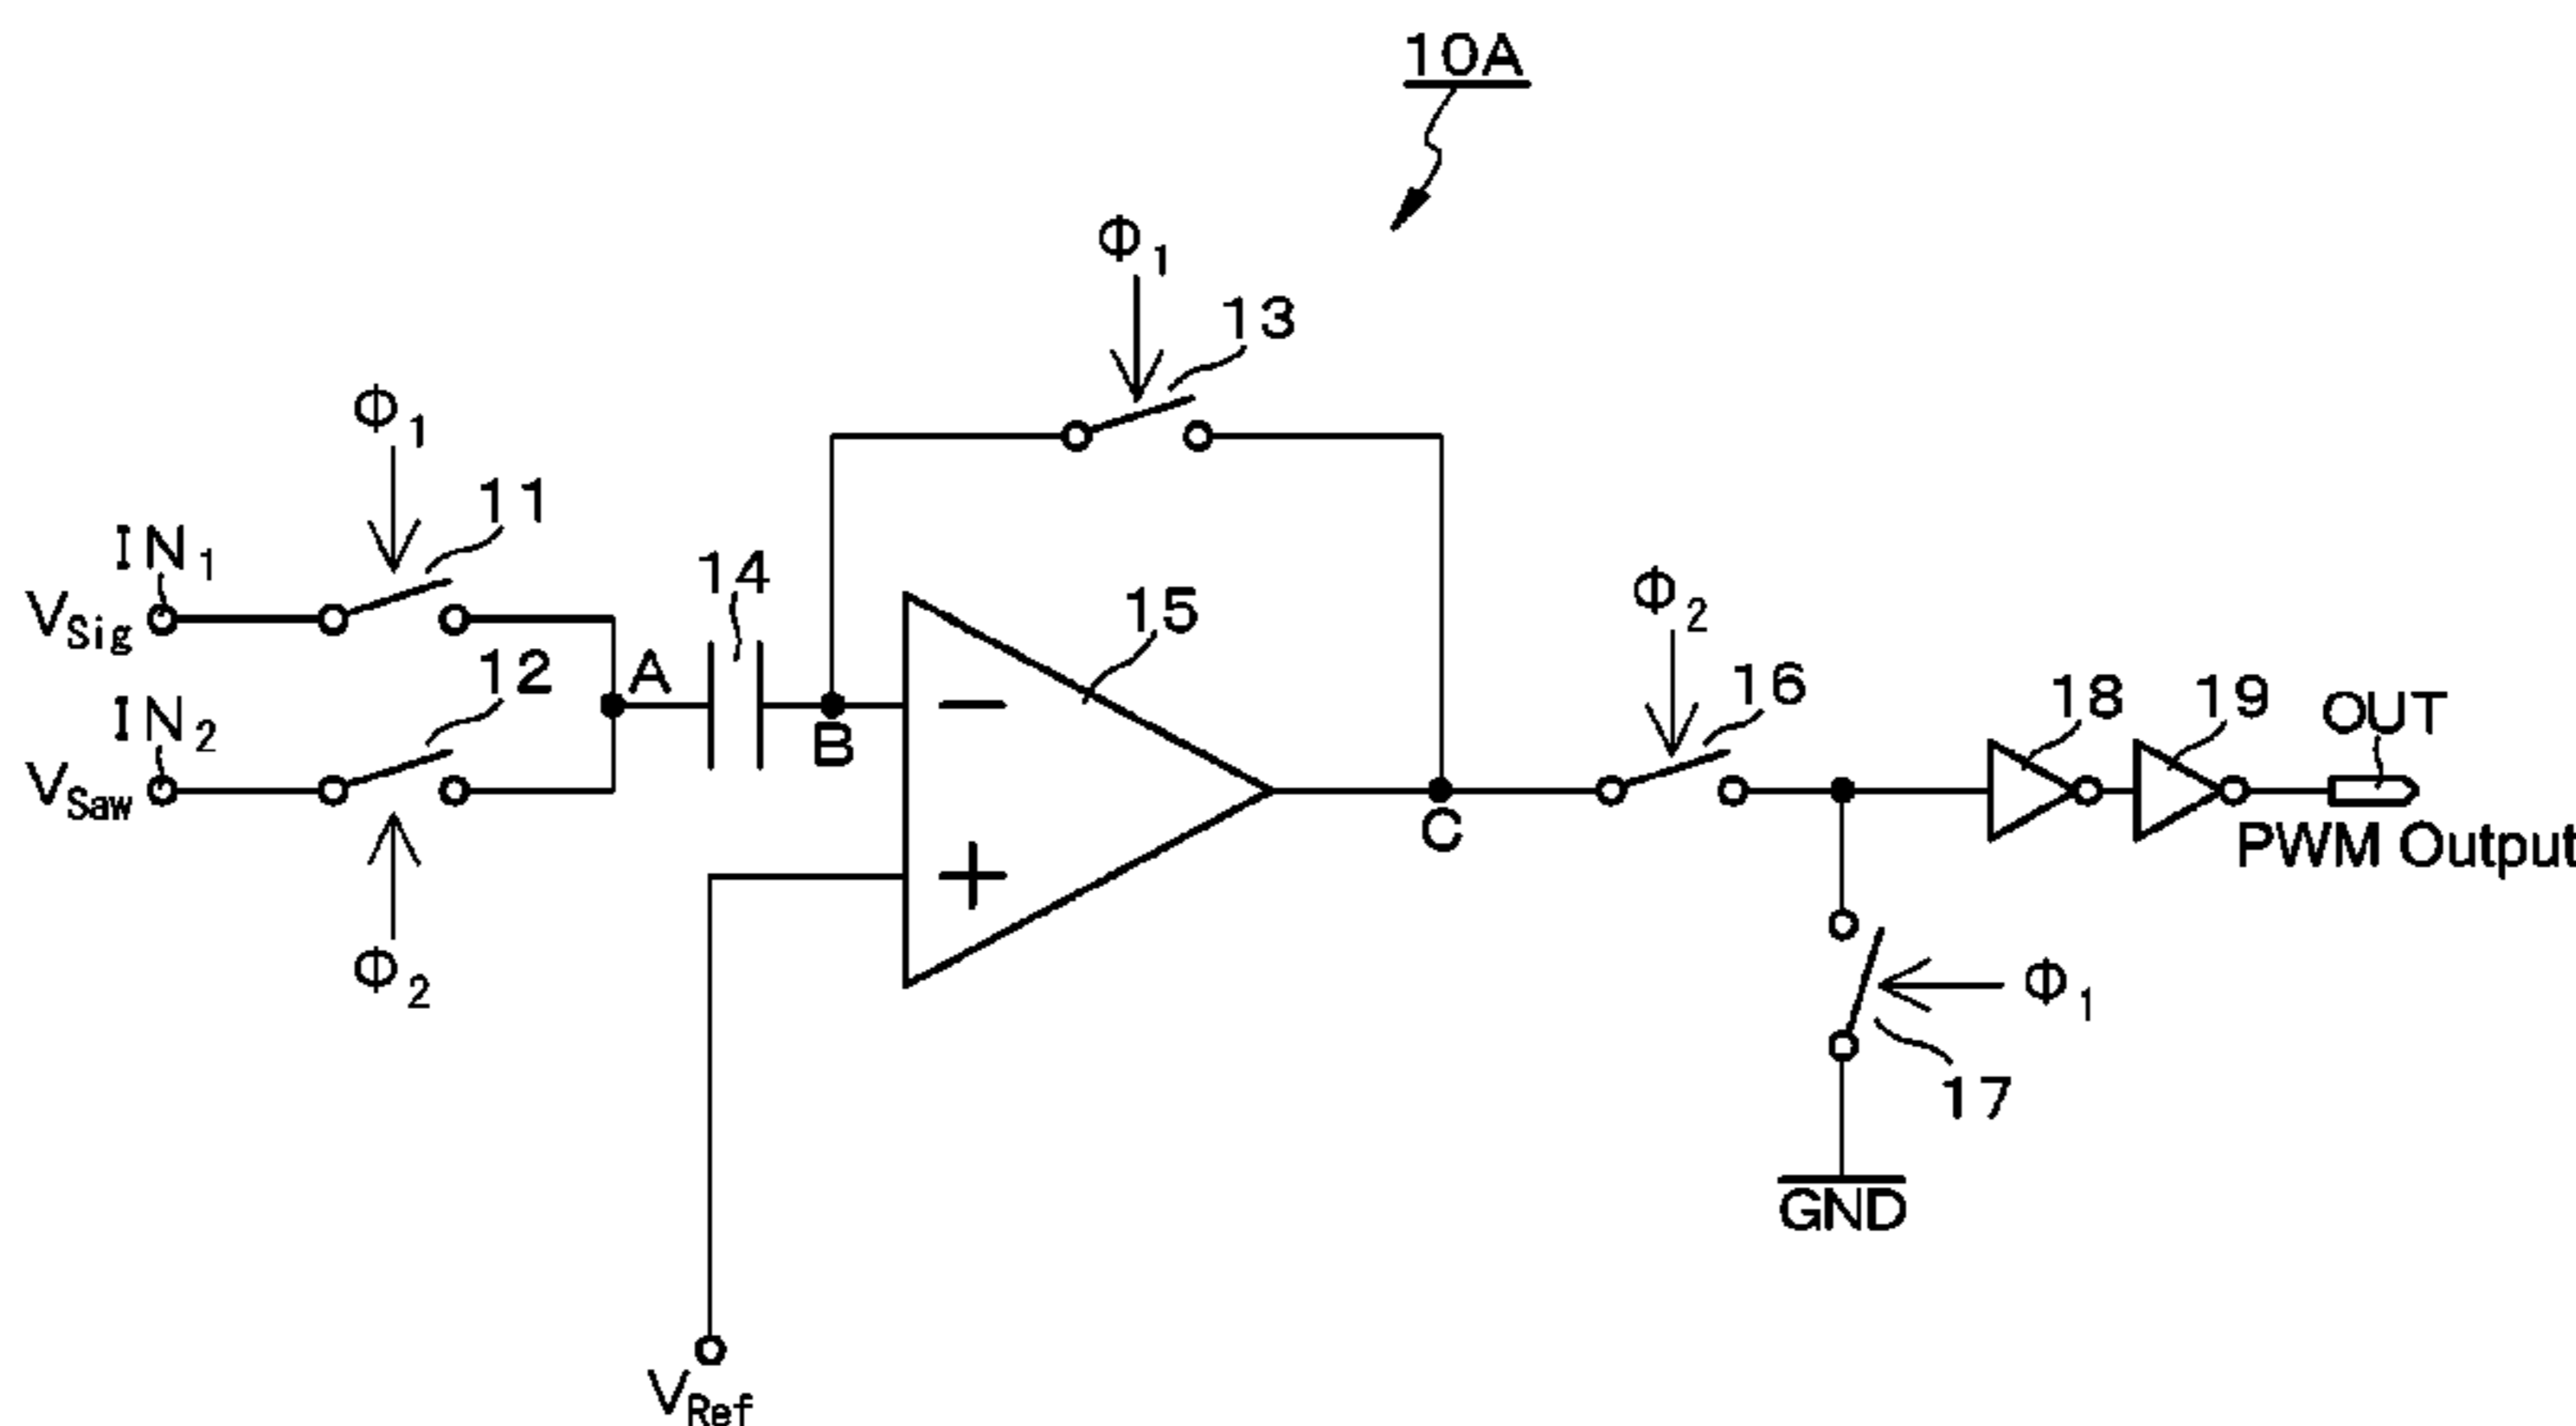 10A
Φ1
13
Φ1
11
IN1
VSig
14
15
Φ2
16
12
A
B
IN2
VSaw
18
19
OUT
C
PWM Output
Φ2
Φ1
17
GND
VRef